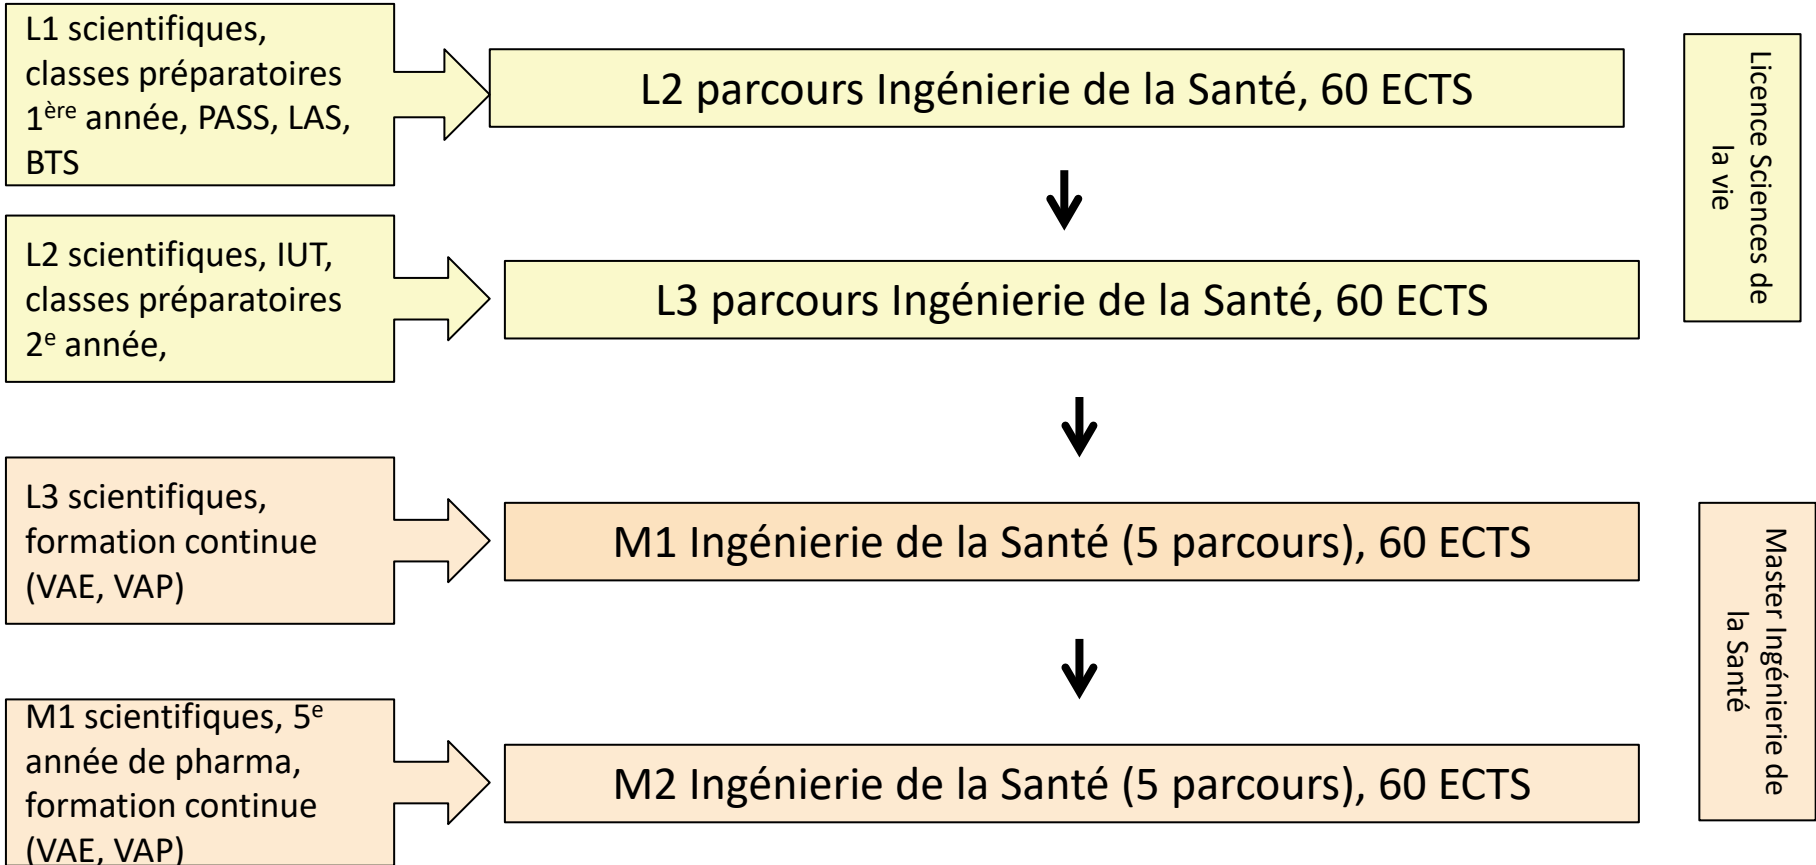 L1 scientifiques,
classes préparatoires
1ère année, PASS, LAS,
BTS
L2 parcours Ingénierie de la Santé, 60 ECTS
Licence Sciences de
la vie
L2 scientifiques, IUT,
classes préparatoires
2e année,
L3 parcours Ingénierie de la Santé, 60 ECTS
L3 scientifiques,
formation continue
(VAE, VAP)
M1 Ingénierie de la Santé (5 parcours), 60 ECTS
Master Ingénierie de
la Santé
M1 scientifiques, 5e
année de pharma,
formation continue
(VAE, VAP)
M2 Ingénierie de la Santé (5 parcours), 60 ECTS